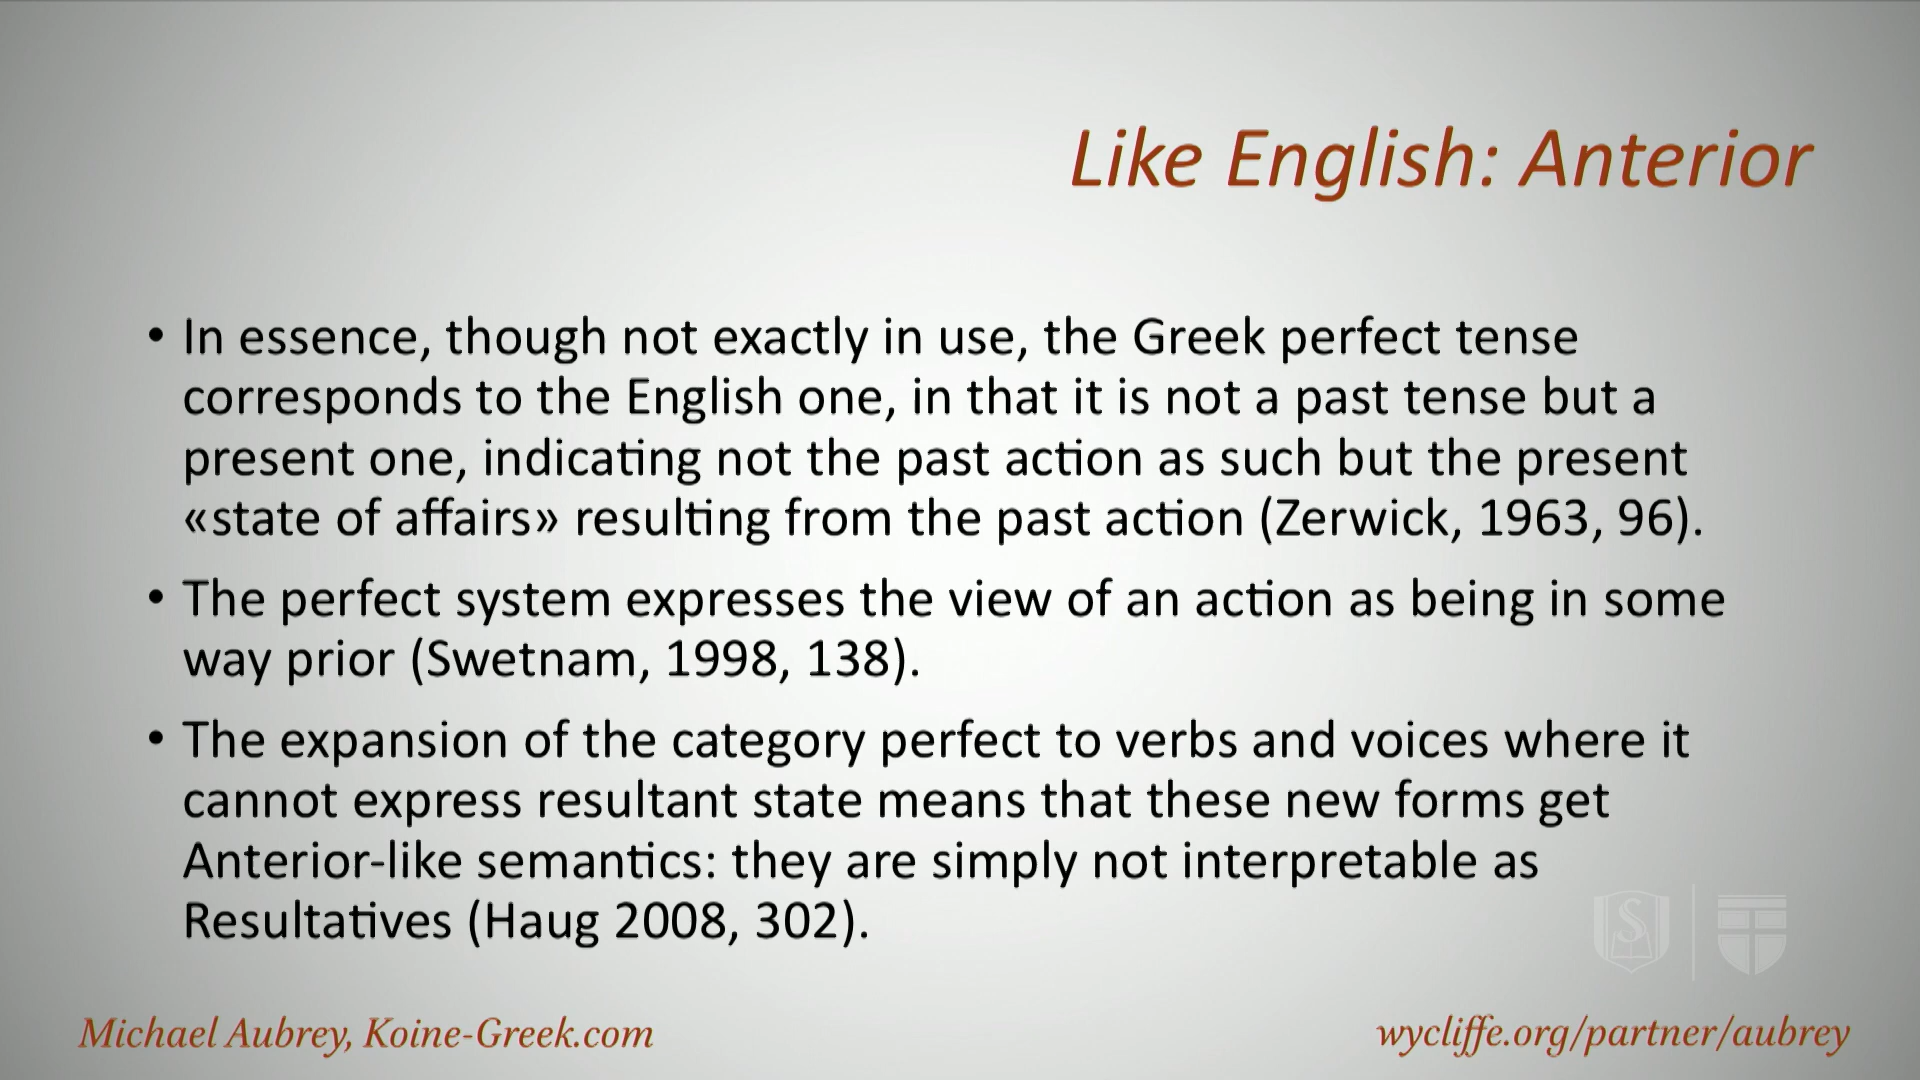 Like English: Anterior
• In essence, though not exactly in use, the Greek perfect tense
corresponds to the English one, in that it is not a past tense but a
present one, indicating not the past action as such but the present
«state of affairs» resulting from the past action (Zerwick, 1963, 96).
• The perfect system expresses the view of an action as being in some
way prior (Swetnam, 1998, 138).
• The expansion of the category perfect to verbs and voices where it
cannot express resultant state means that these new forms get
Anterior-like semantics: they are simply not interpretable as
Resultatives (Haug 2008, 302).
S
Michael Aubrey, Koine-Greek.com
wycliffe.org/partner/aubrey